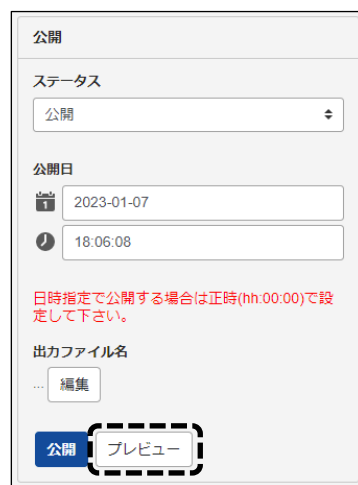 公開
ステータス
公開
公開日
1
2023-01-07
18:06:08
日時指定で公開する場合は正時(hh:00:00)で設
定して下さい。
出力ファイル名
... 編集
公開 プレビュー